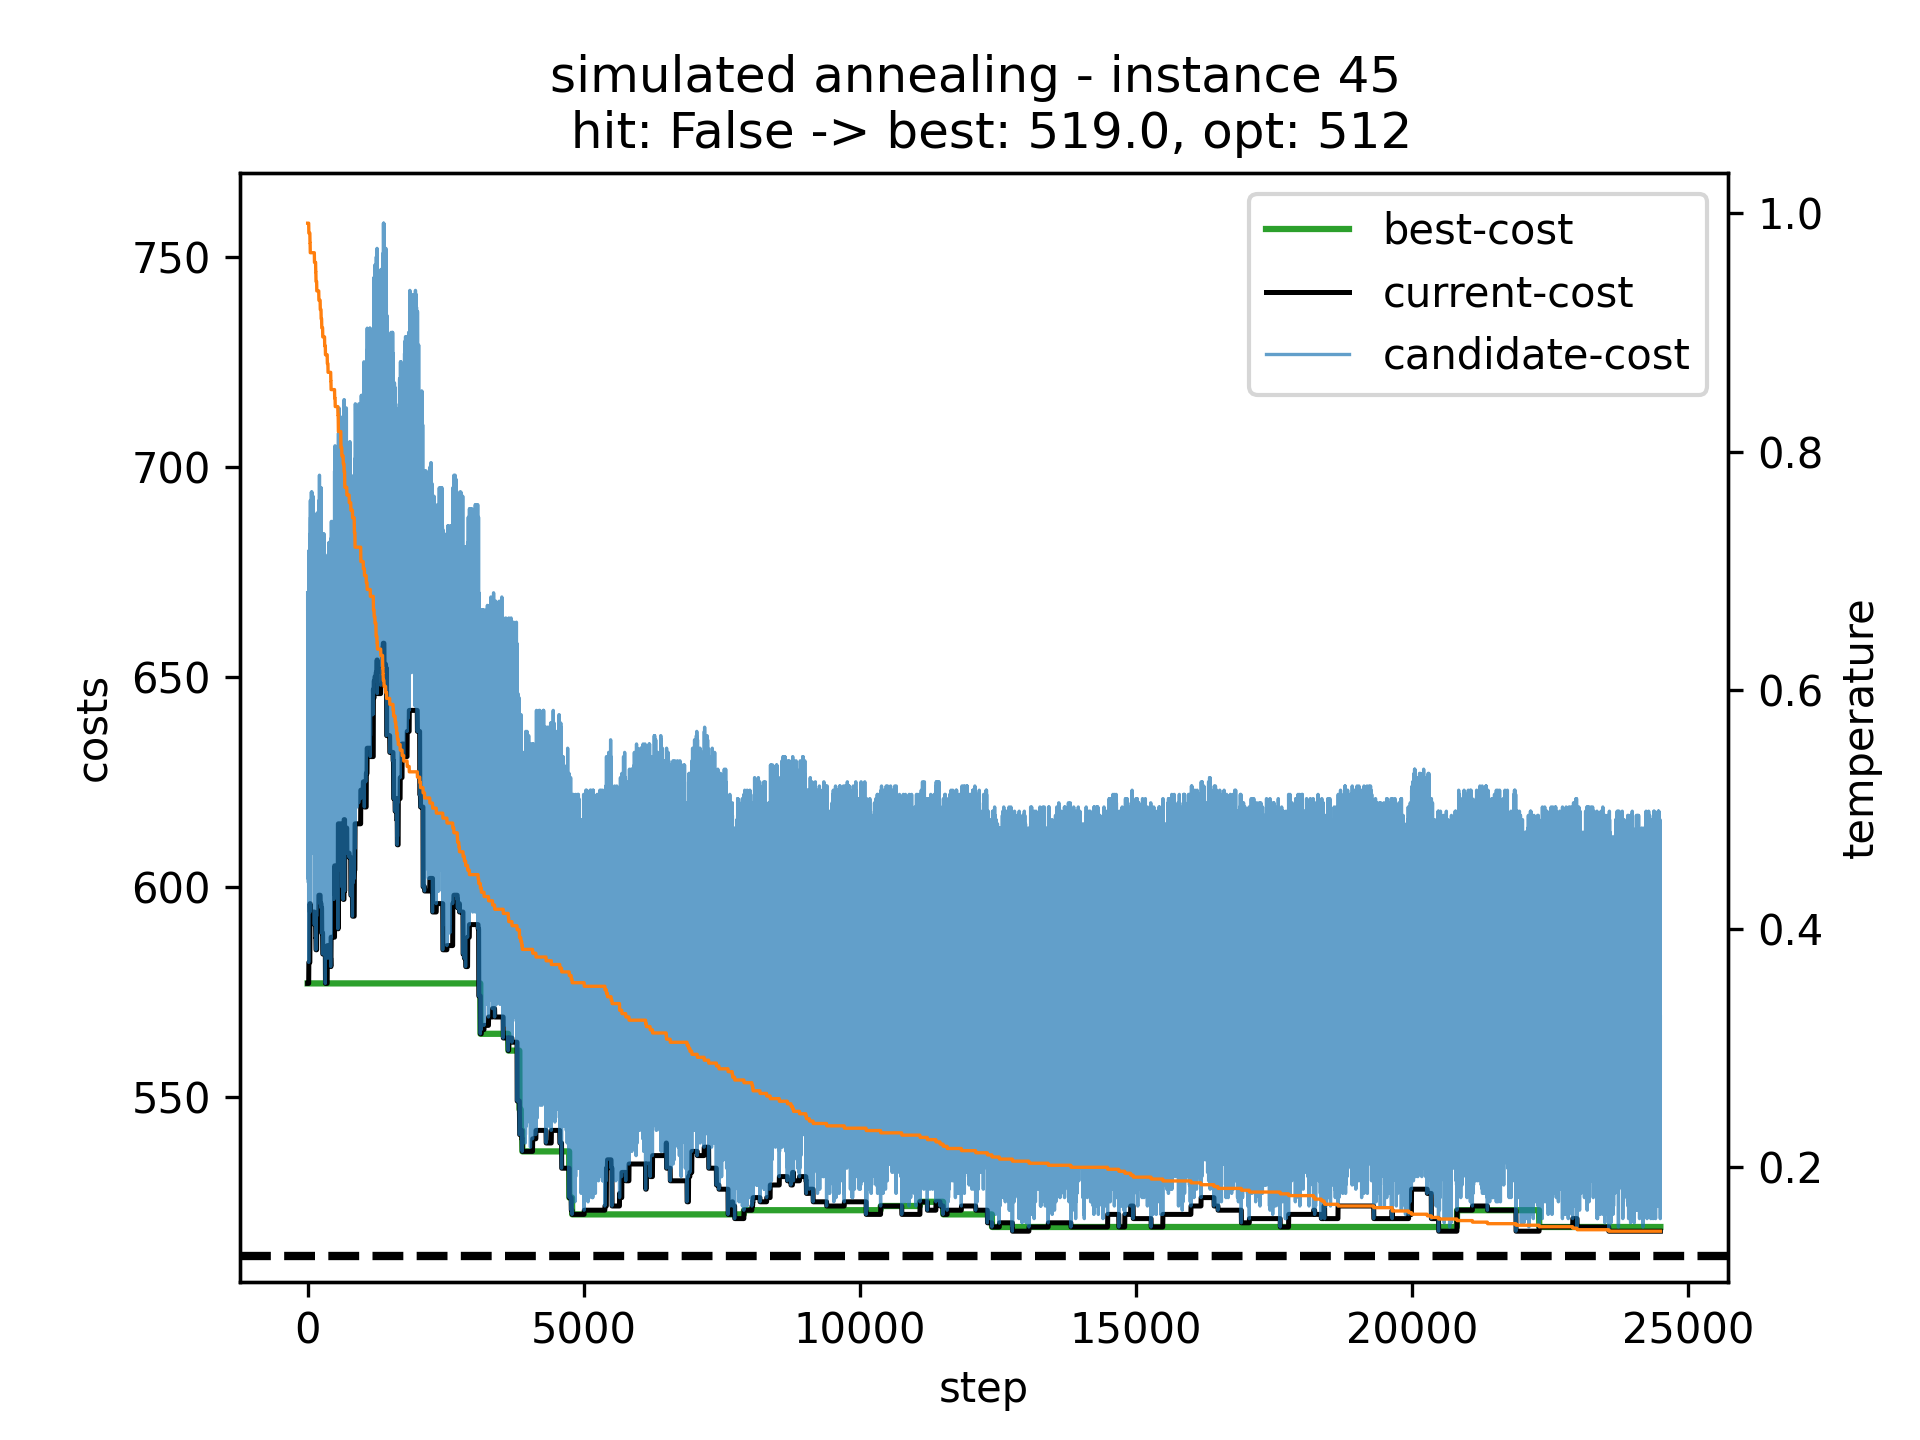 simulated annealing - instance 45
hit: False -> best: 519.0, opt: 512
best-cost
current-cost
candidate-cost
750
700
650
600
550
costs
1.0
0.8
0.6
0.4
0.2
temperature
0
5000
10000
15000
20000
25000
step